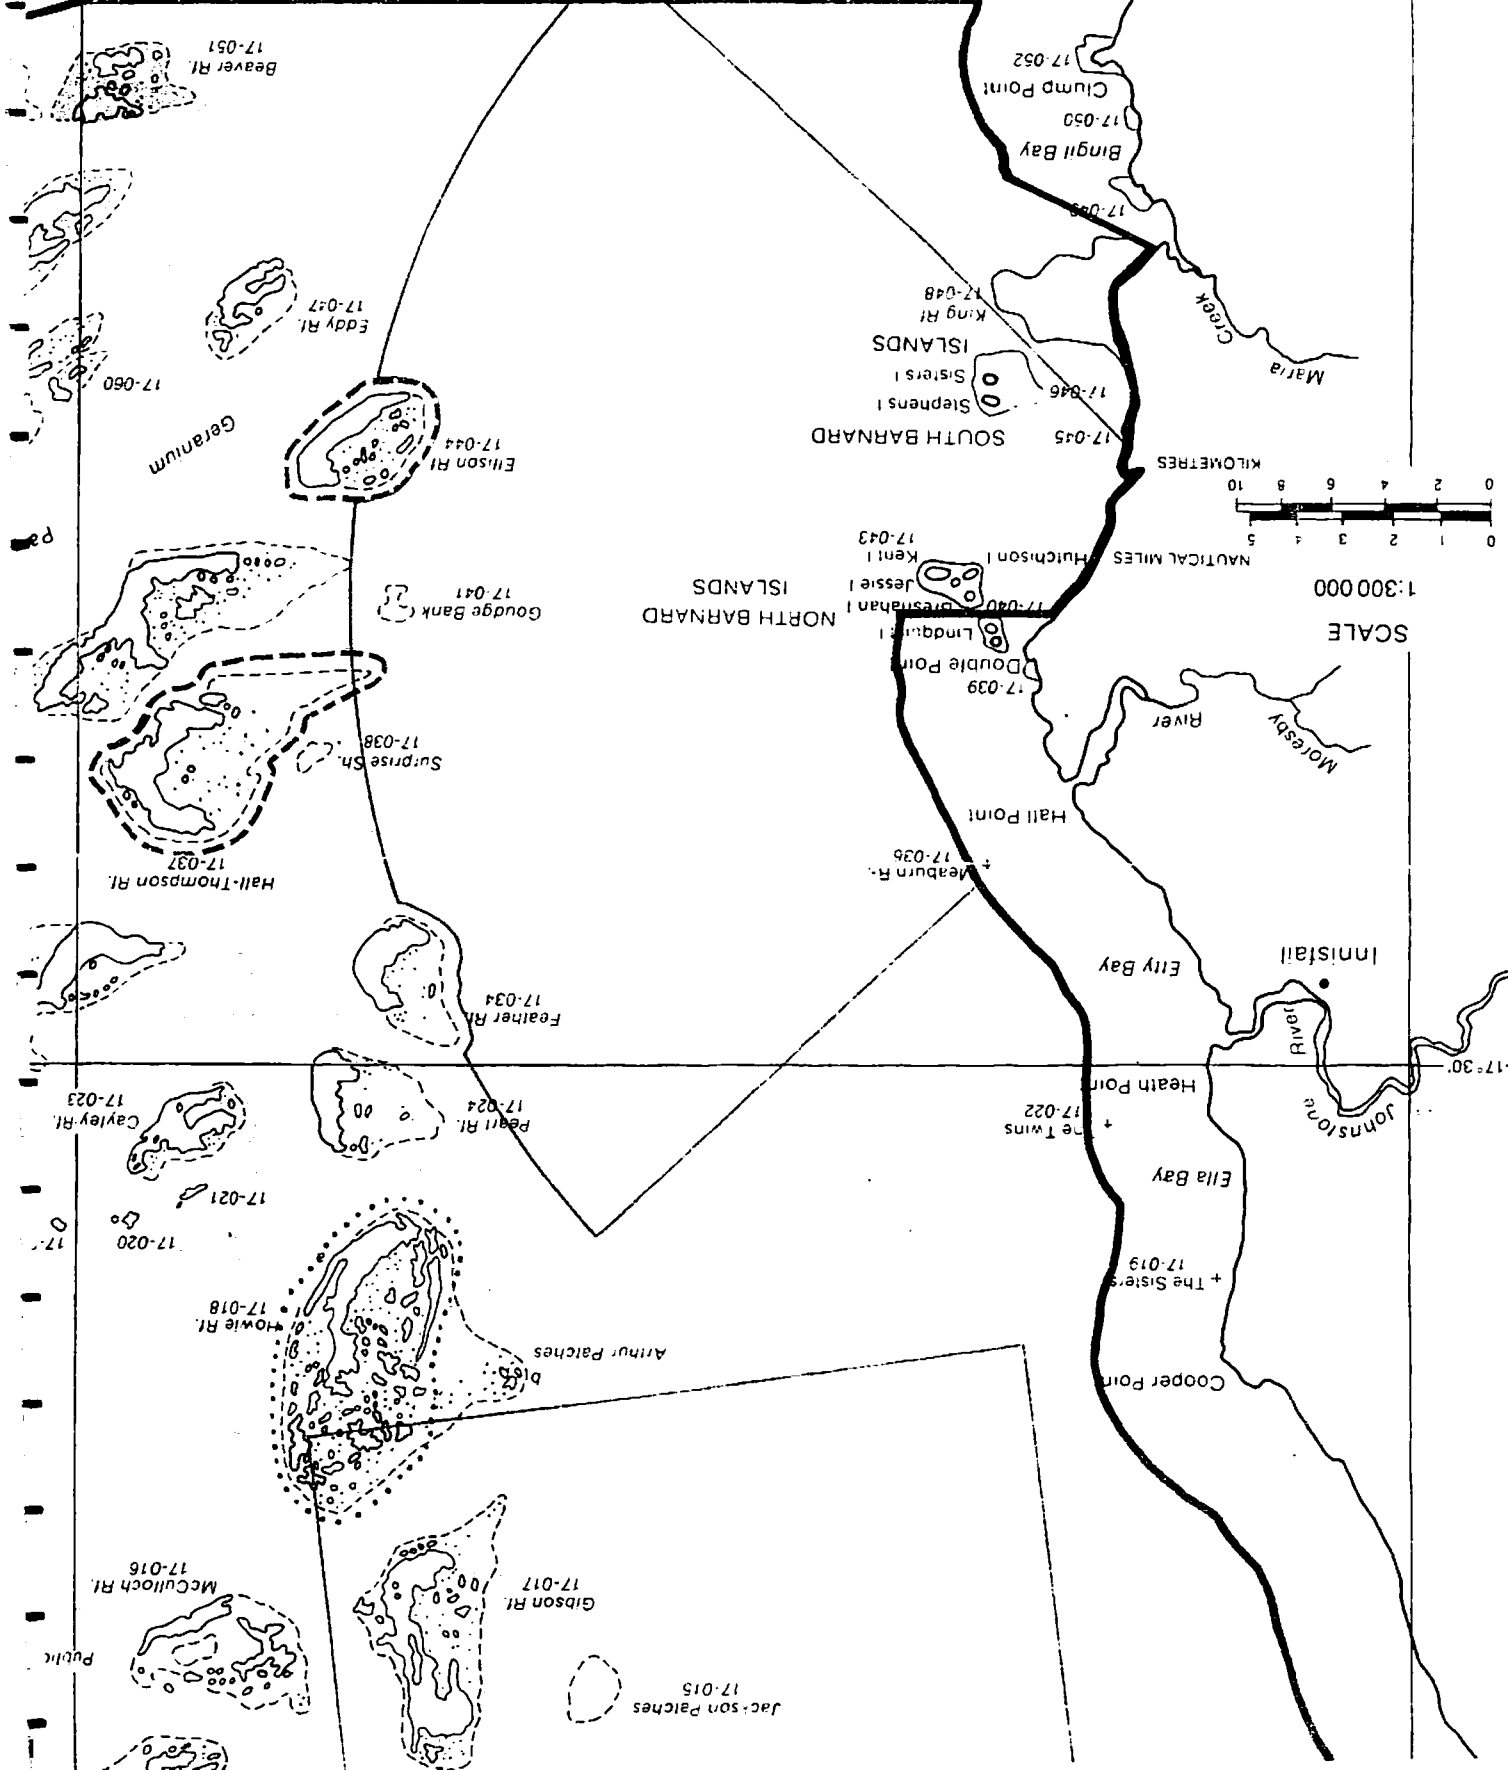 Jackson Patches
17-015
Public
McCulloch Rf.
17-016
Gibson Rf.
17-017
Cooper Point
Arthur Patches
b
Howie Rf.
17-018
+ The Sisters
17-019
17-020
17-021
Ella Bay
The Twins
17-022
Cayley Rf.
17-023
Pearl Rf.
17-024
Heath Point
Johnstone
River
17°30'
Innisfail
Feather Rf.
17-034
Etty Bay
Hall-Thompson Rf.
17-037
17-036
Hall Point
Surprise Sh.
17-038
Moresby
River
17-039
Double Point
Lindquist I
SCALE
1:300 000
NORTH BARNARD
ISLANDS
Goudge Bank
17-041
17-040
Bresnahan I
Jessie I
Kent I
17-043
Hutchison I
NAUTICAL MILES
0 1 2 3 4 5
0 2 4 6 8 10
KILOMETRES
Ellison Rf.
17-044
Geranium
17-045
SOUTH BARNARD
ISLANDS
Stephens I
Sisters I
17-046
17-060
Maria
Creek
King Rf
17-048
Eddy Rf.
17-047
17-049
Bingil Bay
17-050
Clump Point
17-052
Beaver Rf.
17-051